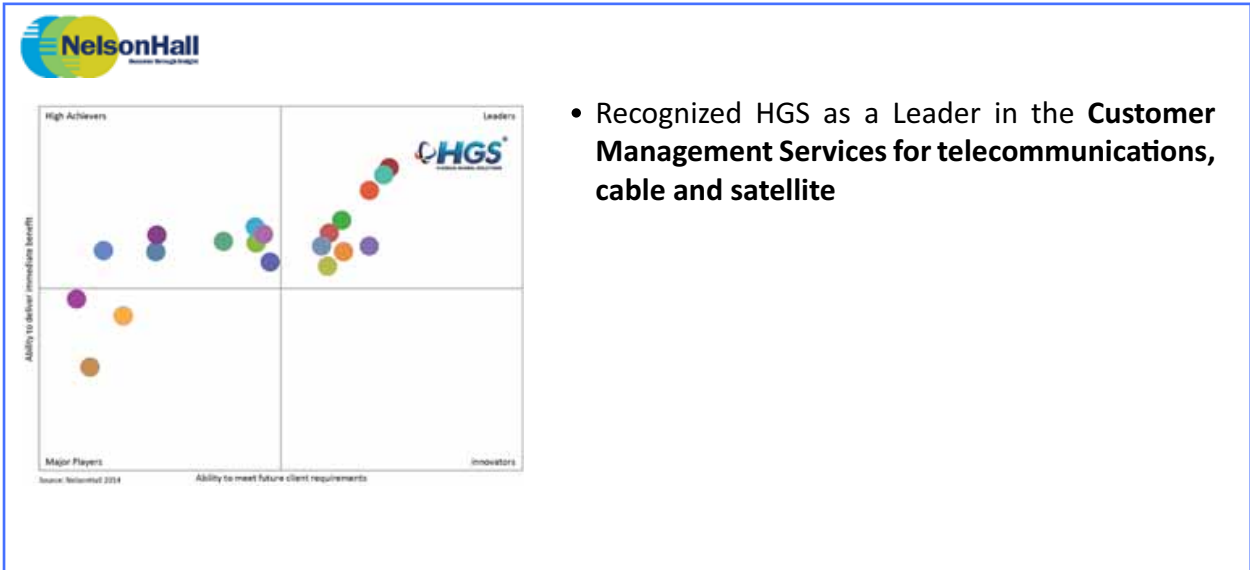 NelsonHall
High Achievers
Leaders
HGS
• Recognized HGS as a Leader in the Customer
Management Services for telecommunications,
cable and satellite
Ability to deliver immediate benefit
Major Players
Innovators
Source: NelsonHall 2014
Ability to meet future client requirements